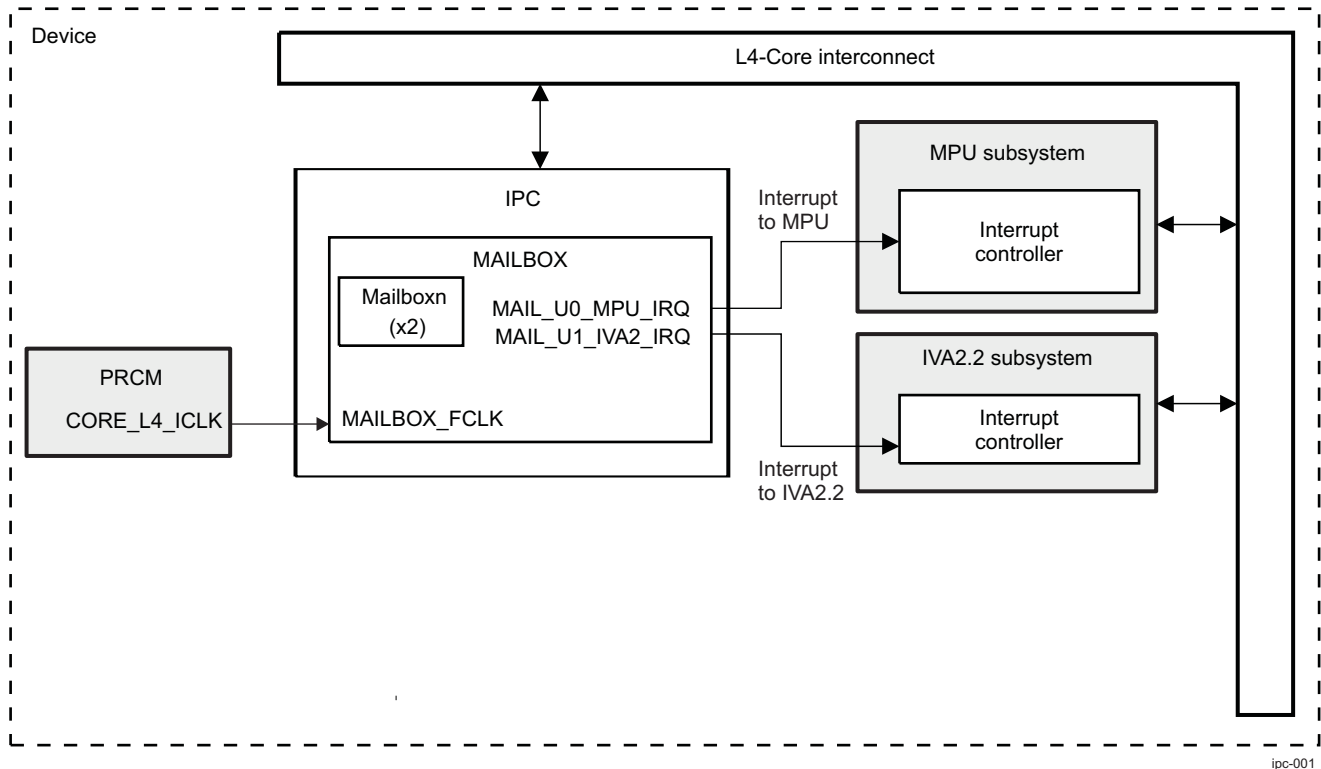 Device
L4-Core interconnect
MPU subsystem
IPC
Interrupt
to MPU
Interrupt
controller
MAILBOX
Mailboxn
(x2)
MAIL_U0_MPU_IRQ
MAIL_U1_IVA2_IRQ
IVA2.2 subsystem
PRCM
CORE_L4_ICLK
MAILBOX_FCLK
Interrupt
controller
Interrupt
to IVA2.2
ipc-001